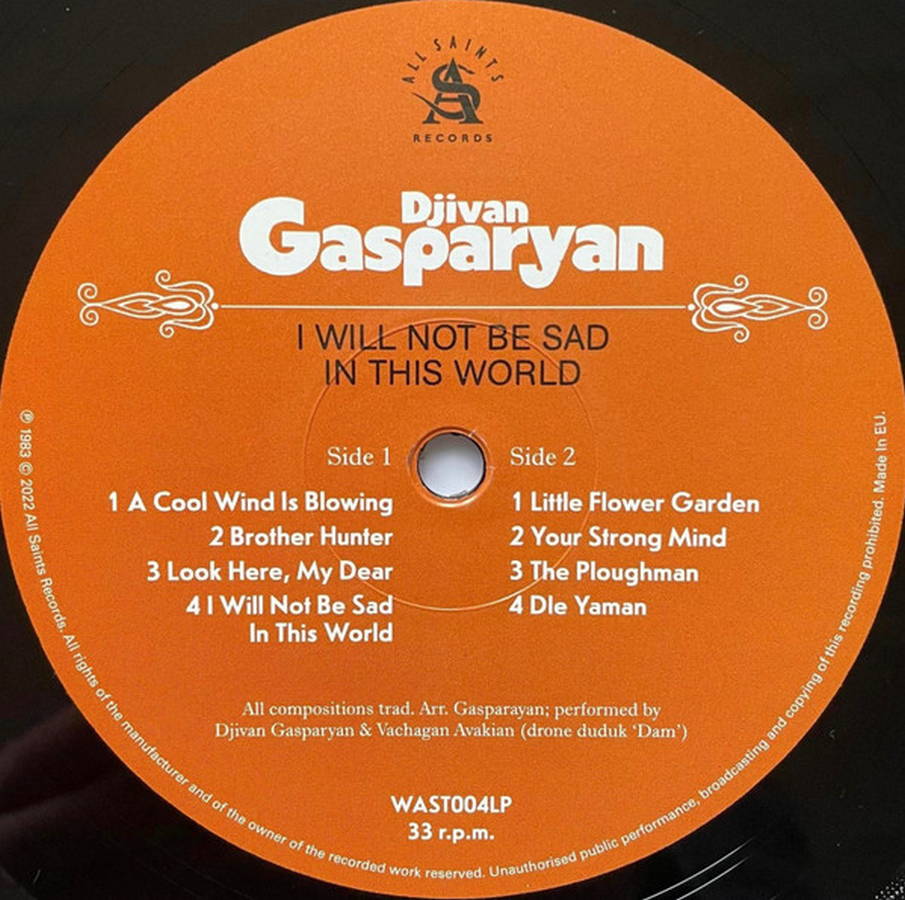 ALL SAINTS
AS
RECORDS
Djivan
Gasparyan
I WILL NOT BE SAD
IN THIS WORLD
Side 1
1 A Cool Wind Is Blowing
2 Brother Hunter
3 Look Here, My Dear
4 I Will Not Be Sad
In This World
Side 2
1 Little Flower Garden
2 Your Strong Mind
3 The Ploughman
4 Dle Yaman
All compositions trad. Arr. Gasparayan; performed by
Djivan Gasparyan & Vachagan Avakian (drone duduk ‘Dam’)
WAST004LP
33 r.p.m.
℗ 1983 © 2022 All Saints Records. All rights of the manufacturer and of the owner of the recorded work reserved. Unauthorised public performance, broadcasting and copying of this recording prohibited. Made In EU.